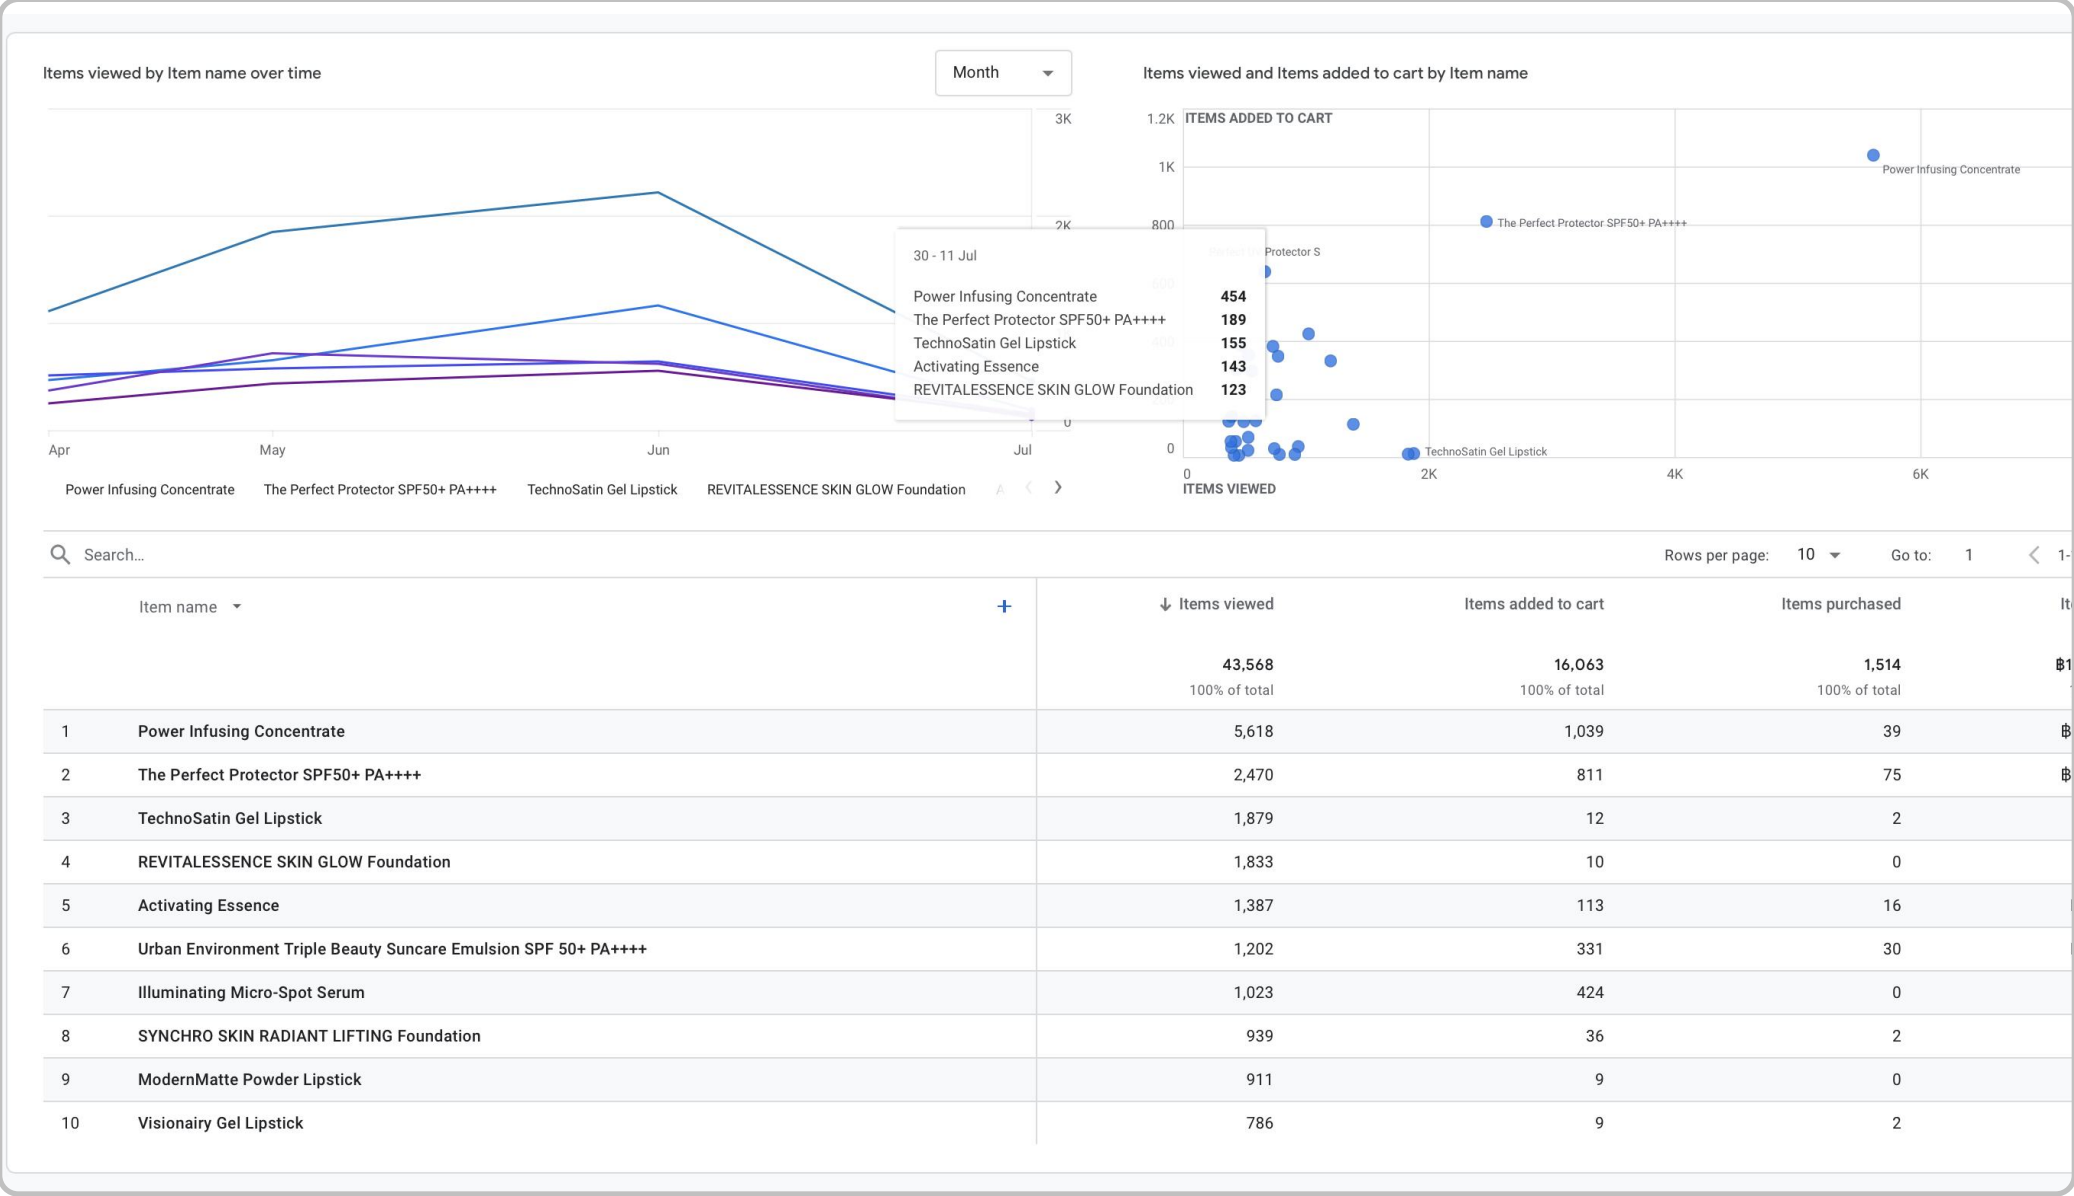 Items viewed by Item name over time
Month
3K
2K
0
Apr
May
Jun
Jul
Power Infusing Concentrate
The Perfect Protector SPF50+ PA++++
TechnoSatin Gel Lipstick
REVITALESSENCE SKIN GLOW Foundation
A
30 - 11 Jul
Power Infusing Concentrate 454
The Perfect Protector SPF50+ PA++++ 189
TechnoSatin Gel Lipstick 155
Activating Essence 143
REVITALESSENCE SKIN GLOW Foundation 123
Items viewed and Items added to cart by Item name
1.2K
ITEMS ADDED TO CART
1K
800
600
0
Power Infusing Concentrate
The Perfect Protector SPF50+ PA++++
Protector S
TechnoSatin Gel Lipstick
0
2K
4K
6K
ITEMS VIEWED
Search...
Rows per page: 10
Go to: 1
1-
Item name
+
Items viewed
Items added to cart
Items purchased
It
43,568 16,063 1,514 ฿1
100% of total 100% of total 100% of total
1 Power Infusing Concentrate 5,618 1,039 39 ฿
2 The Perfect Protector SPF50+ PA++++ 2,470 811 75 ฿
3 TechnoSatin Gel Lipstick 1,879 12 2
4 REVITALESSENCE SKIN GLOW Foundation 1,833 10 0
5 Activating Essence 1,387 113 16
6 Urban Environment Triple Beauty Suncare Emulsion SPF 50+ PA++++ 1,202 331 30
7 Illuminating Micro-Spot Serum 1,023 424 0
8 SYNCHRO SKIN RADIANT LIFTING Foundation 939 36 2
9 ModernMatte Powder Lipstick 911 9 0
10 Visionairy Gel Lipstick 786 9 2